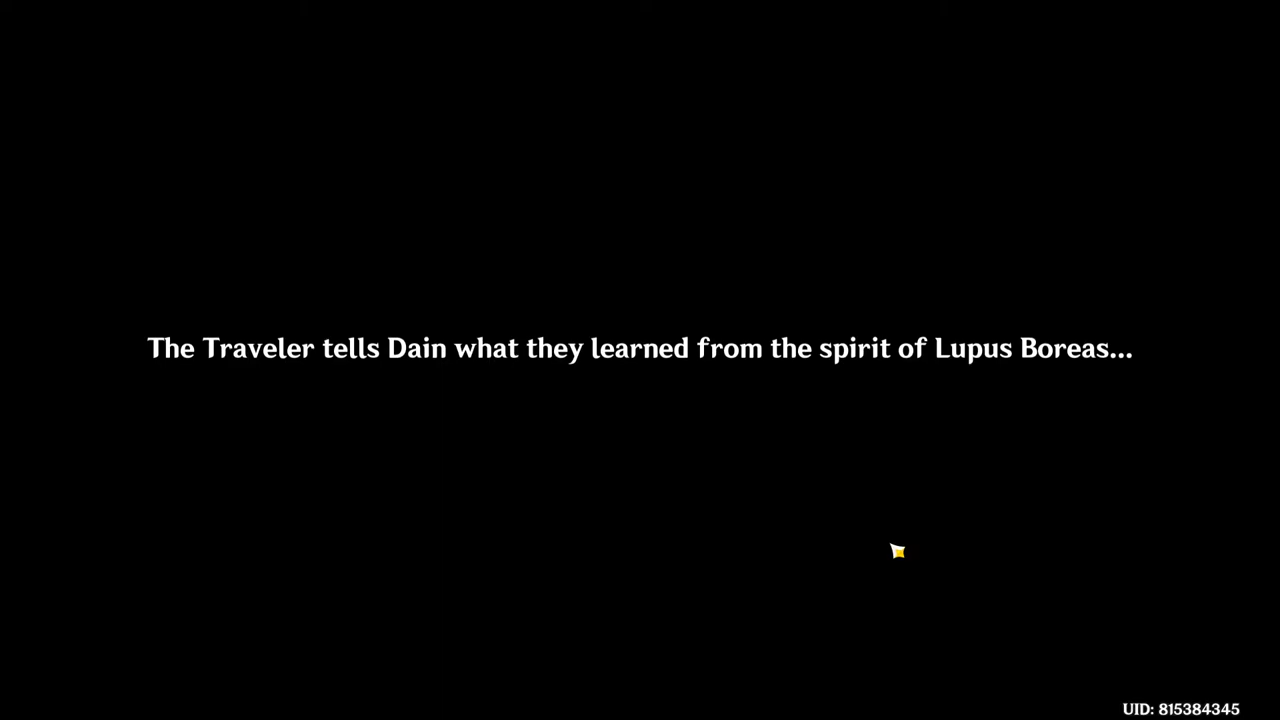 The Traveler tells Dain what they learned from the spirit of Lupus Boreas...
UID: 815384345